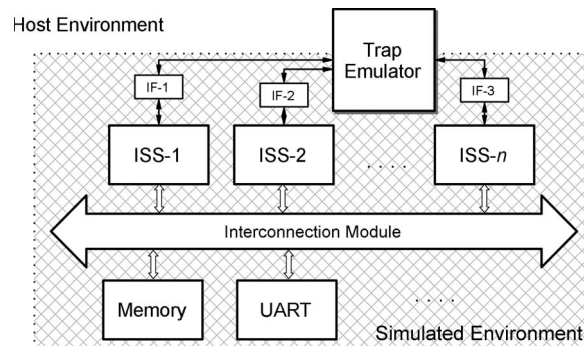 Host Environment
Trap
Emulator
IF-1
IF-2
IF-3
ISS-1
ISS-2
. . . .
ISS-n
Interconnection Module
Memory
UART
. . . .
Simulated Environment